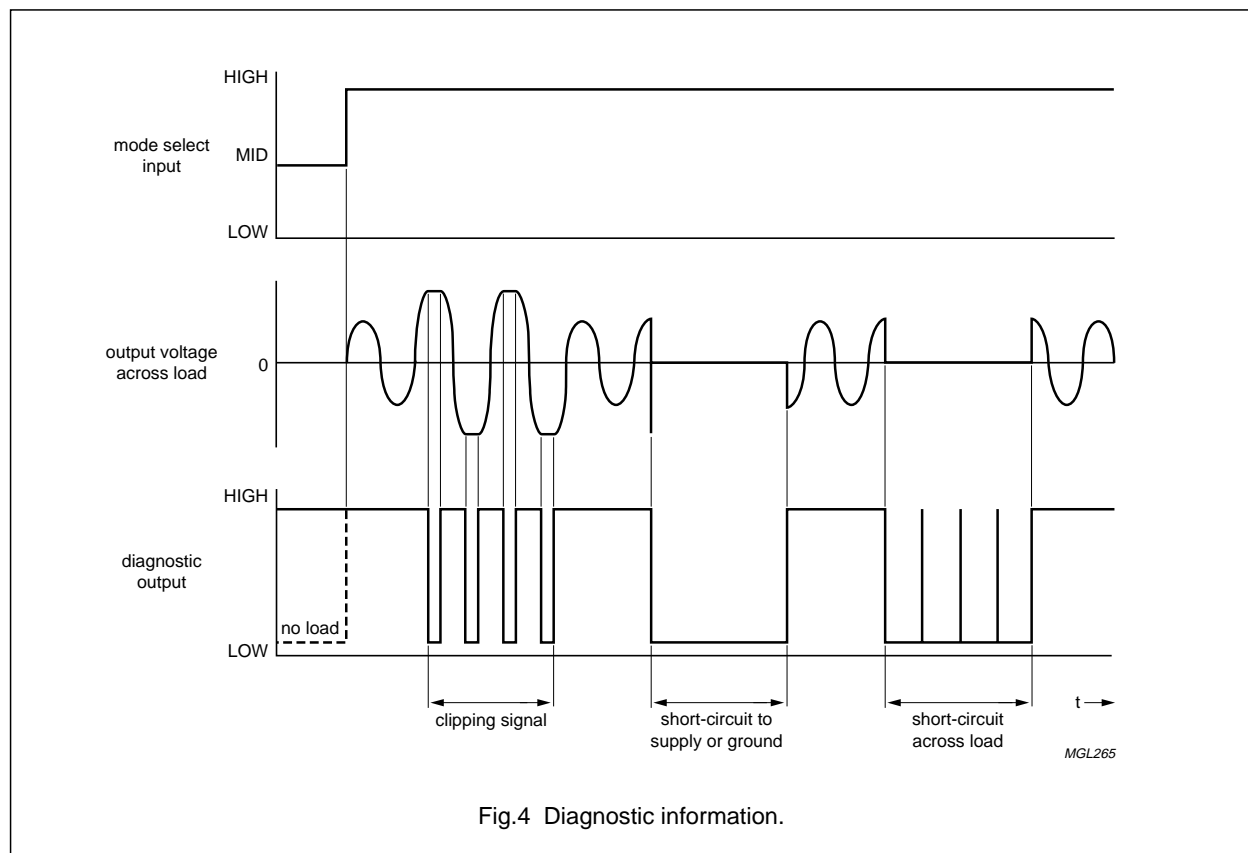 HIGH
mode select
input
MID
LOW
output voltage
across load
0
HIGH
diagnostic
output
no load
LOW
clipping signal
short-circuit to
supply or ground
short-circuit
across load
t
MGL265
Fig.4 Diagnostic information.